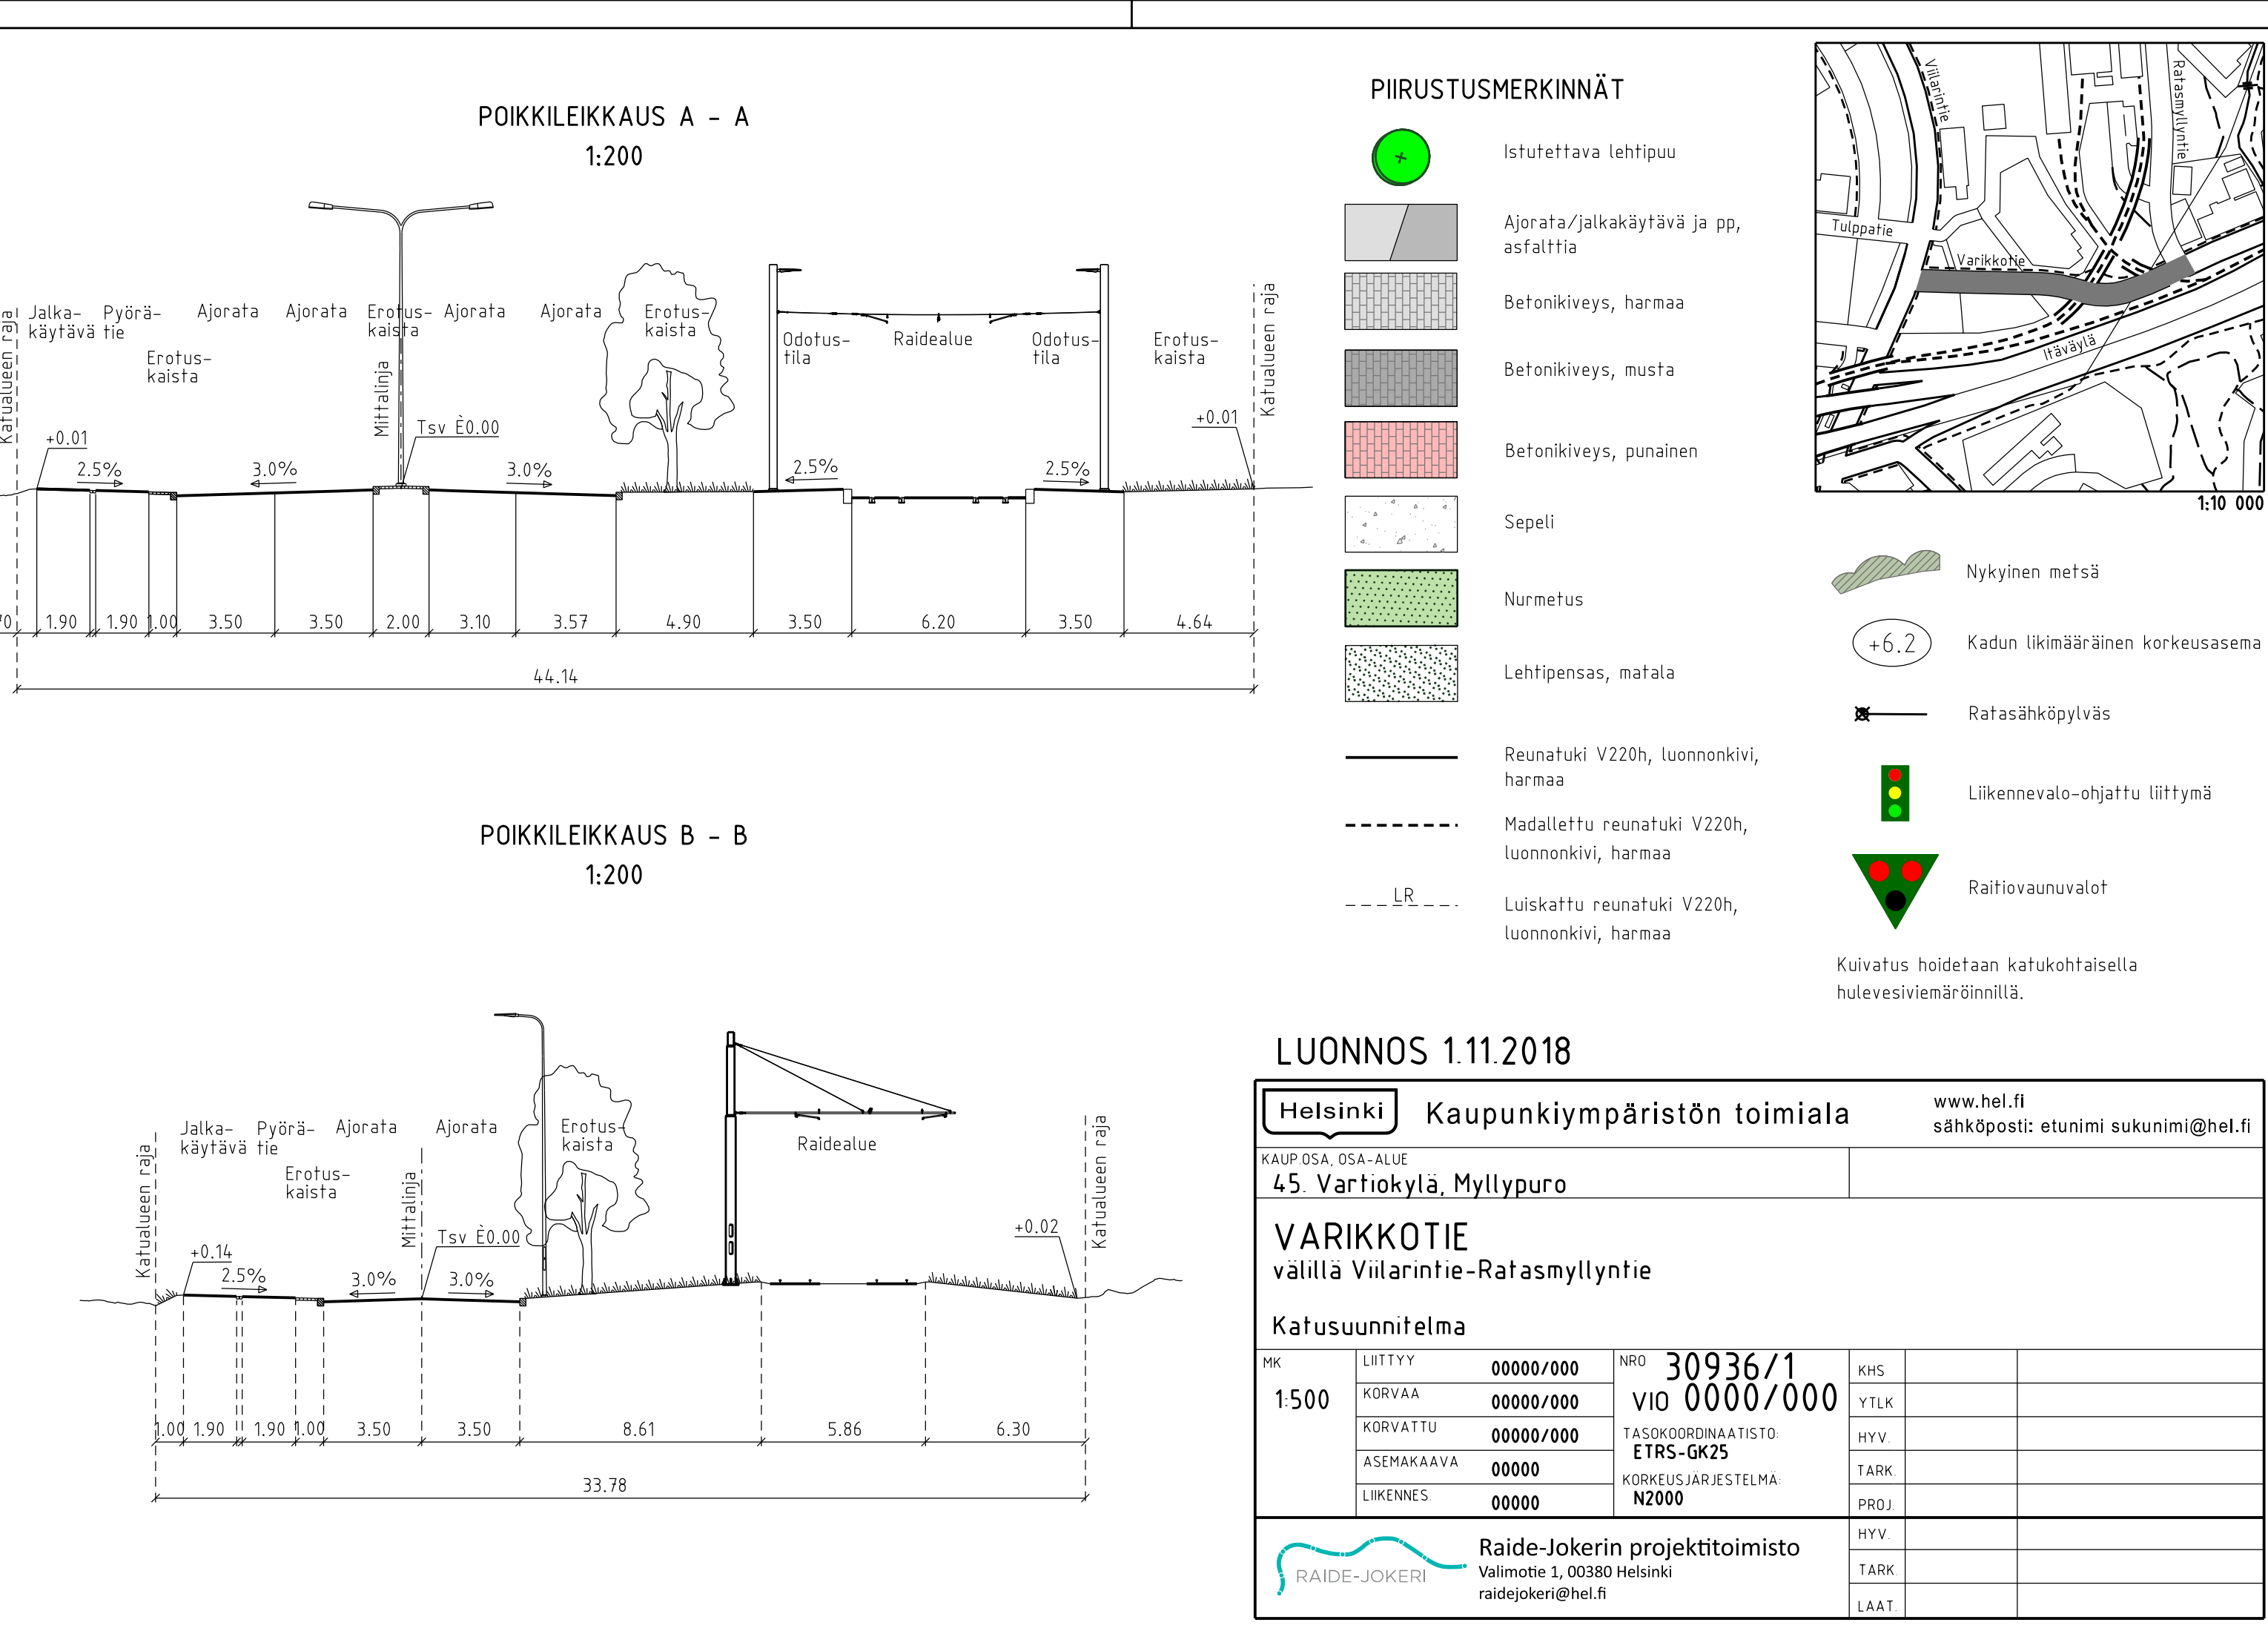 POIKKILEIKKAUS A - A
1:200
Katualueen raja
Jalka-
käytävä
Pyörä-
tie
Erotus-
kaista
Ajorata
Ajorata
Erotus-
kaista
Ajorata
Ajorata
Erotus-
kaista
Odotus-
tila
Raidealue
Odotus-
tila
Erotus-
kaista
Katualueen raja
Mittalinja
Tsv È0.00
+0.01
+0.01
2.5%
3.0%
3.0%
2.5%
2.5%
1.90 1.90 1.00 3.50 3.50 2.00 3.10 3.57 4.90 3.50 6.20 3.50 4.64
44.14
POIKKILEIKKAUS B - B
1:200
Katualueen raja
Jalka-
käytävä
Pyörä-
tie
Erotus-
kaista
Ajorata
Ajorata
Erotus-
kaista
Raidealue
Katualueen raja
Mittalinja
Tsv È0.00
+0.14
+0.02
2.5%
3.0%
3.0%
1.00 1.90 1.90 1.00 3.50 3.50 8.61 5.86 6.30
33.78
PIIRUSTUSMERKINNÄT
Istutettava lehtipuu
Ajorata/jalkakäytävä ja pp,
asfalttia
Betonikiveys, harmaa
Betonikiveys, musta
Betonikiveys, punainen
Sepeli
Nurmetus
Lehtipensas, matala
Reunatuki V220h, luonnonkivi,
harmaa
Madallettu reunatuki V220h,
luonnonkivi, harmaa
LR
Luiskattu reunatuki V220h,
luonnonkivi, harmaa
Viilarintie
Ratasmyllyntie
Tulppatie
Varikkotie
Itäväylä
1:10 000
Nykyinen metsä
+6.2
Kadun likimääräinen korkeusasema
Ratasähköpylväs
Liikennevalo-ohjattu liittymä
Raitiovaunuvalot
Kuivatus hoidetaan katukohtaisella
hulevesiviemäröinnillä.
LUONNOS 1.11.2018
Helsinki
Kaupunkiympäristön toimiala
www.hel.fi
sähköposti: etunimi sukunimi@hel.fi
KAUP.OSA, OSA-ALUE
45. Vartiokylä, Myllypuro
VARIKKOTIE
välillä Viilarintie-Ratasmyllyntie
Katusuunnitelma
MK
1:500
LIITTYY 00000/000
KORVAA 00000/000
KORVATTU 00000/000
ASEMAKAAVA 00000
LIIKENNES. 00000
NRO 30936/1
VIO 0000/000
TASOKOORDINAATISTO:
ETRS-GK25
KORKEUSJÄRJESTELMÄ:
N2000
KHS
YTLK
HYV.
TARK.
PROJ.
HYV.
TARK.
LAAT.
RAIDE-JOKERI
Raide-Jokerin projektitoimisto
Valimotie 1, 00380 Helsinki
raidejokeri@hel.fi